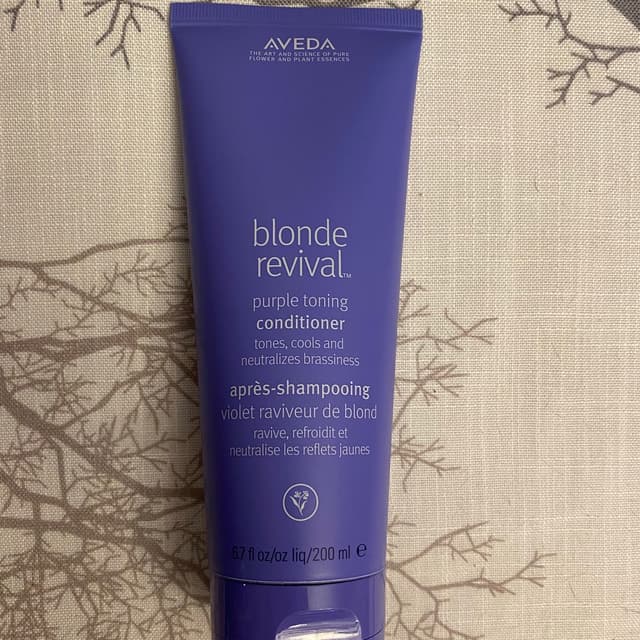 AVEDA
THE ART AND SCIENCE OF PURE
FLOWER AND PLANT ESSENCES
blonde
revival™
purple toning
conditioner
tones, cools and
neutralizes brassiness
après-shampooing
violet raviveur de blond
ravive, refroidit et
neutralise les reflets jaunes
6.7 fl oz/oz liq/200 ml ℮